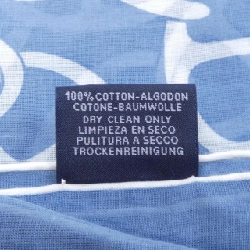 100% COTTON-ALGODON
COTONE-BAUMWOLLE
DRY CLEAN ONLY
LIMPIEZA EN SECO
PULITURA A SECCO
TROCKENREINIGUNG